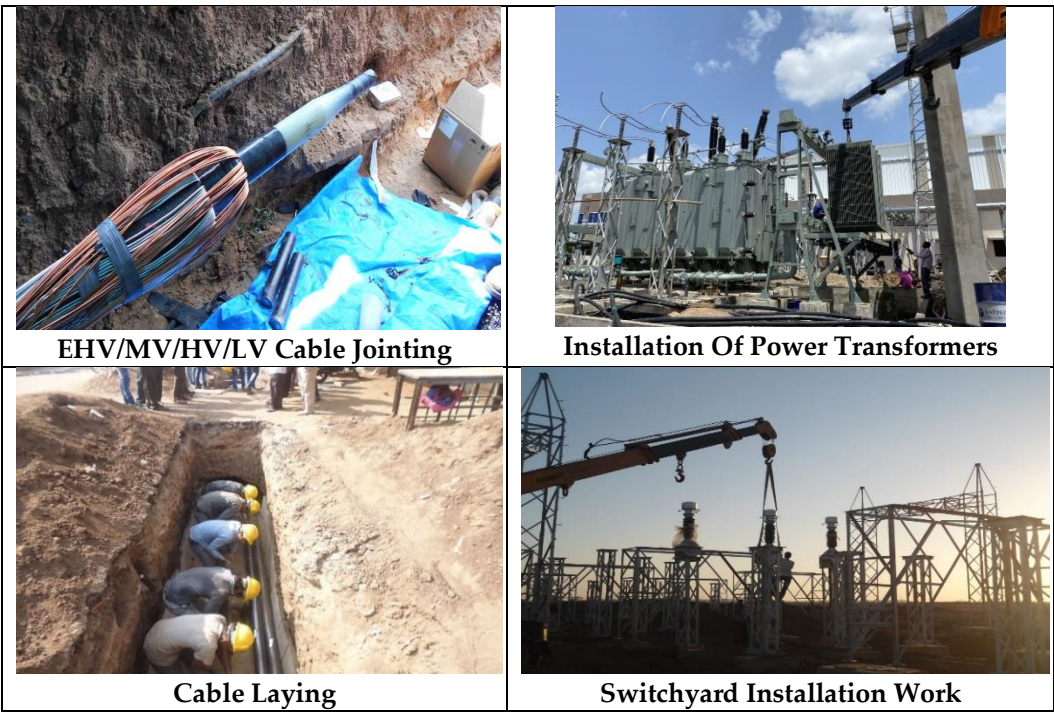 EHV/MV/HV/LV Cable Jointing
Installation Of Power Transformers
Cable Laying
Switchyard Installation Work